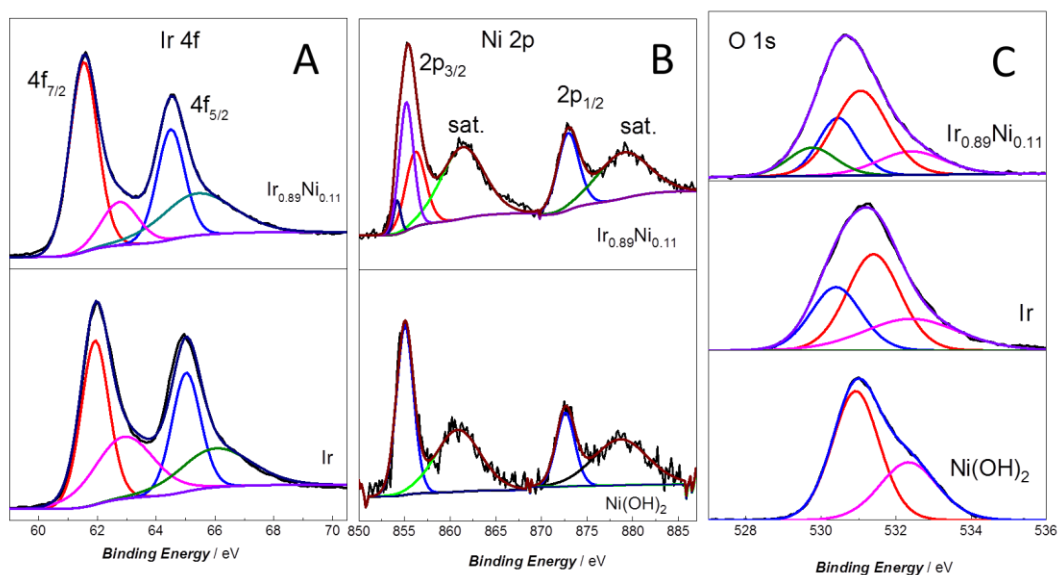 Ir 4f
A
4f7/2
4f5/2
Ir0.89Ni0.11
Ir
60 62 64 66 68 70
Binding Energy / eV
Ni 2p
B
2p3/2
2p1/2
sat.
sat.
Ir0.89Ni0.11
Ni(OH)2
850 855 860 865 870 875 880 885
Binding Energy / eV
O 1s
C
Ir0.89Ni0.11
Ir
Ni(OH)2
528 530 532 534 536
Binding Energy / eV